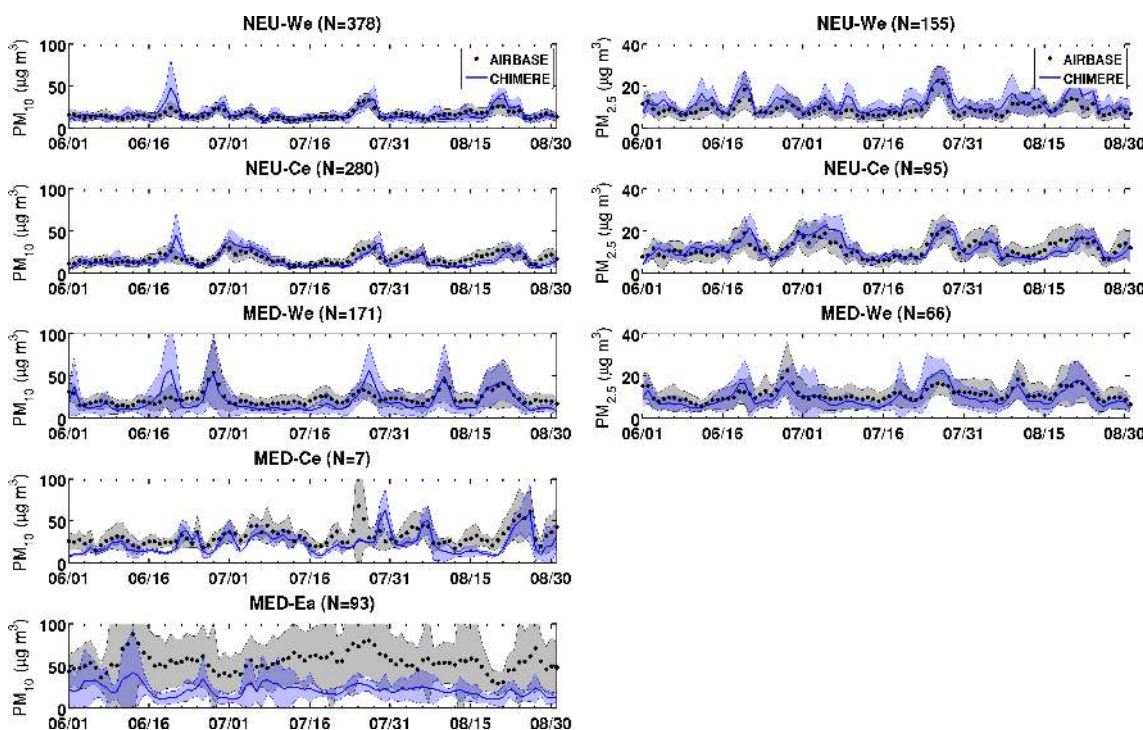 NEU-We (N=378)
PM10 (µg m³)
100
50
0
AIRBASE
CHIMERE
06/01 06/16 07/01 07/16 07/31 08/15 08/30
NEU-We (N=155)
PM2.5 (µg m³)
40
20
0
AIRBASE
CHIMERE
06/01 06/16 07/01 07/16 07/31 08/15 08/30
NEU-Ce (N=280)
PM10 (µg m³)
100
50
0
06/01 06/16 07/01 07/16 07/31 08/15 08/30
NEU-Ce (N=95)
PM2.5 (µg m³)
40
20
0
06/01 06/16 07/01 07/16 07/31 08/15 08/30
MED-We (N=171)
PM10 (µg m³)
100
50
0
06/01 06/16 07/01 07/16 07/31 08/15 08/30
MED-We (N=66)
PM2.5 (µg m³)
40
20
0
06/01 06/16 07/01 07/16 07/31 08/15 08/30
MED-Ce (N=7)
PM10 (µg m³)
100
50
0
06/01 06/16 07/01 07/16 07/31 08/15 08/30
MED-Ea (N=93)
PM10 (µg m³)
100
50
0
06/01 06/16 07/01 07/16 07/31 08/15 08/30